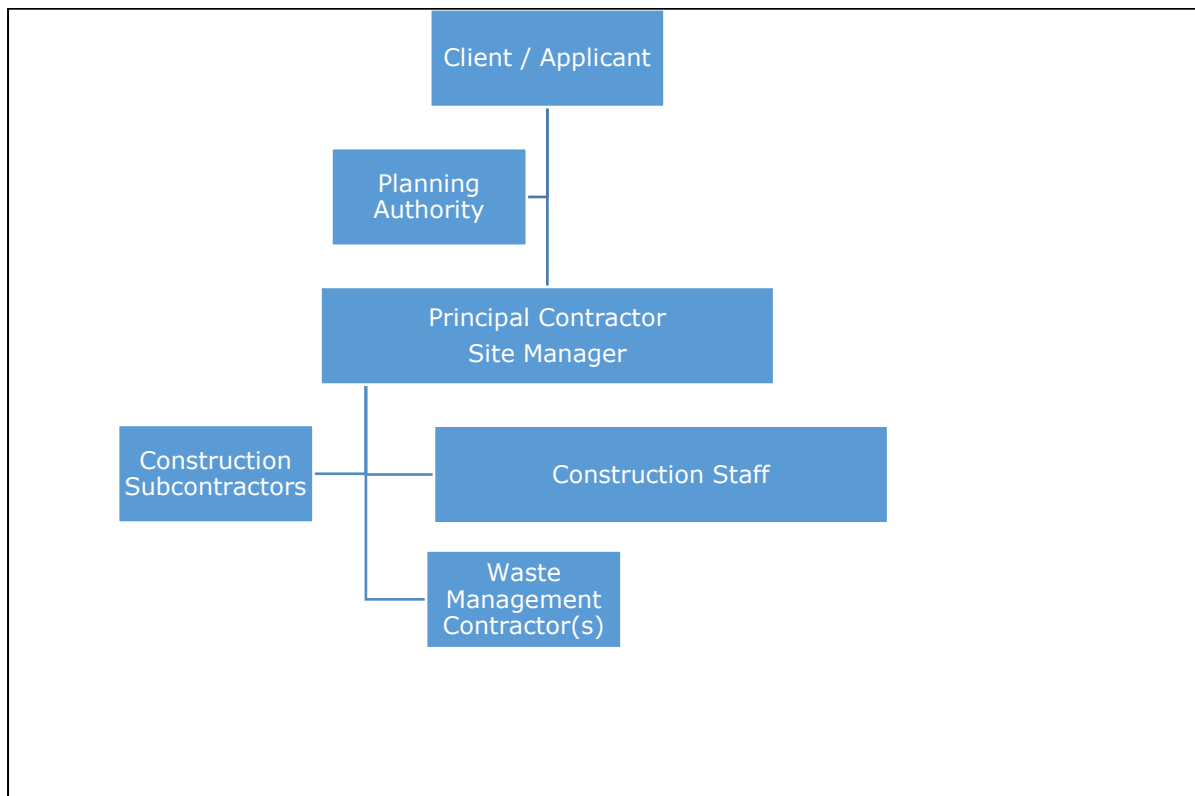 Client / Applicant
Planning
Authority
Principal Contractor
Site Manager
Construction
Subcontractors
Construction Staff
Waste
Management
Contractor(s)